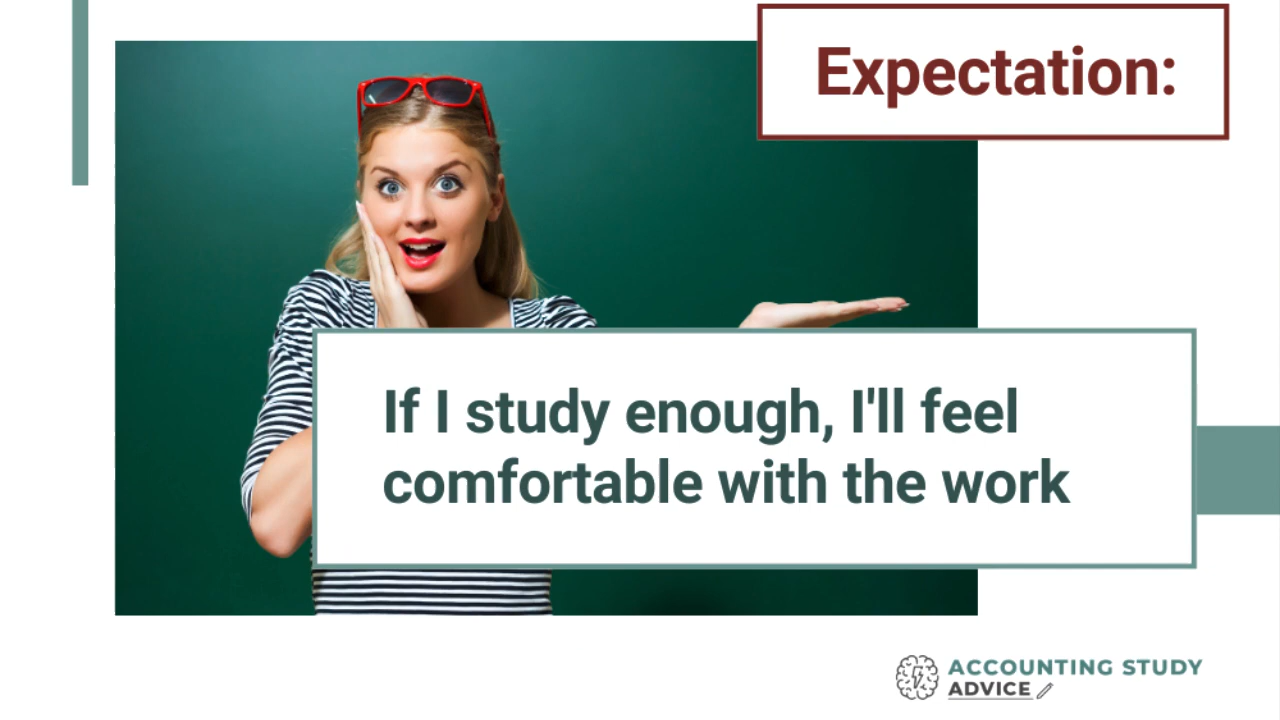 Expectation:
If I study enough, I'll feel
comfortable with the work
ACCOUNTING STUDY
ADVICE